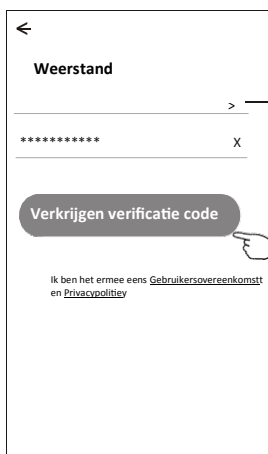 Weerstand
>
*********** X
Verkrijgen verificatie code
Ik ben het ermee eens Gebruikersovereenkomstt
en Privacypolitiey